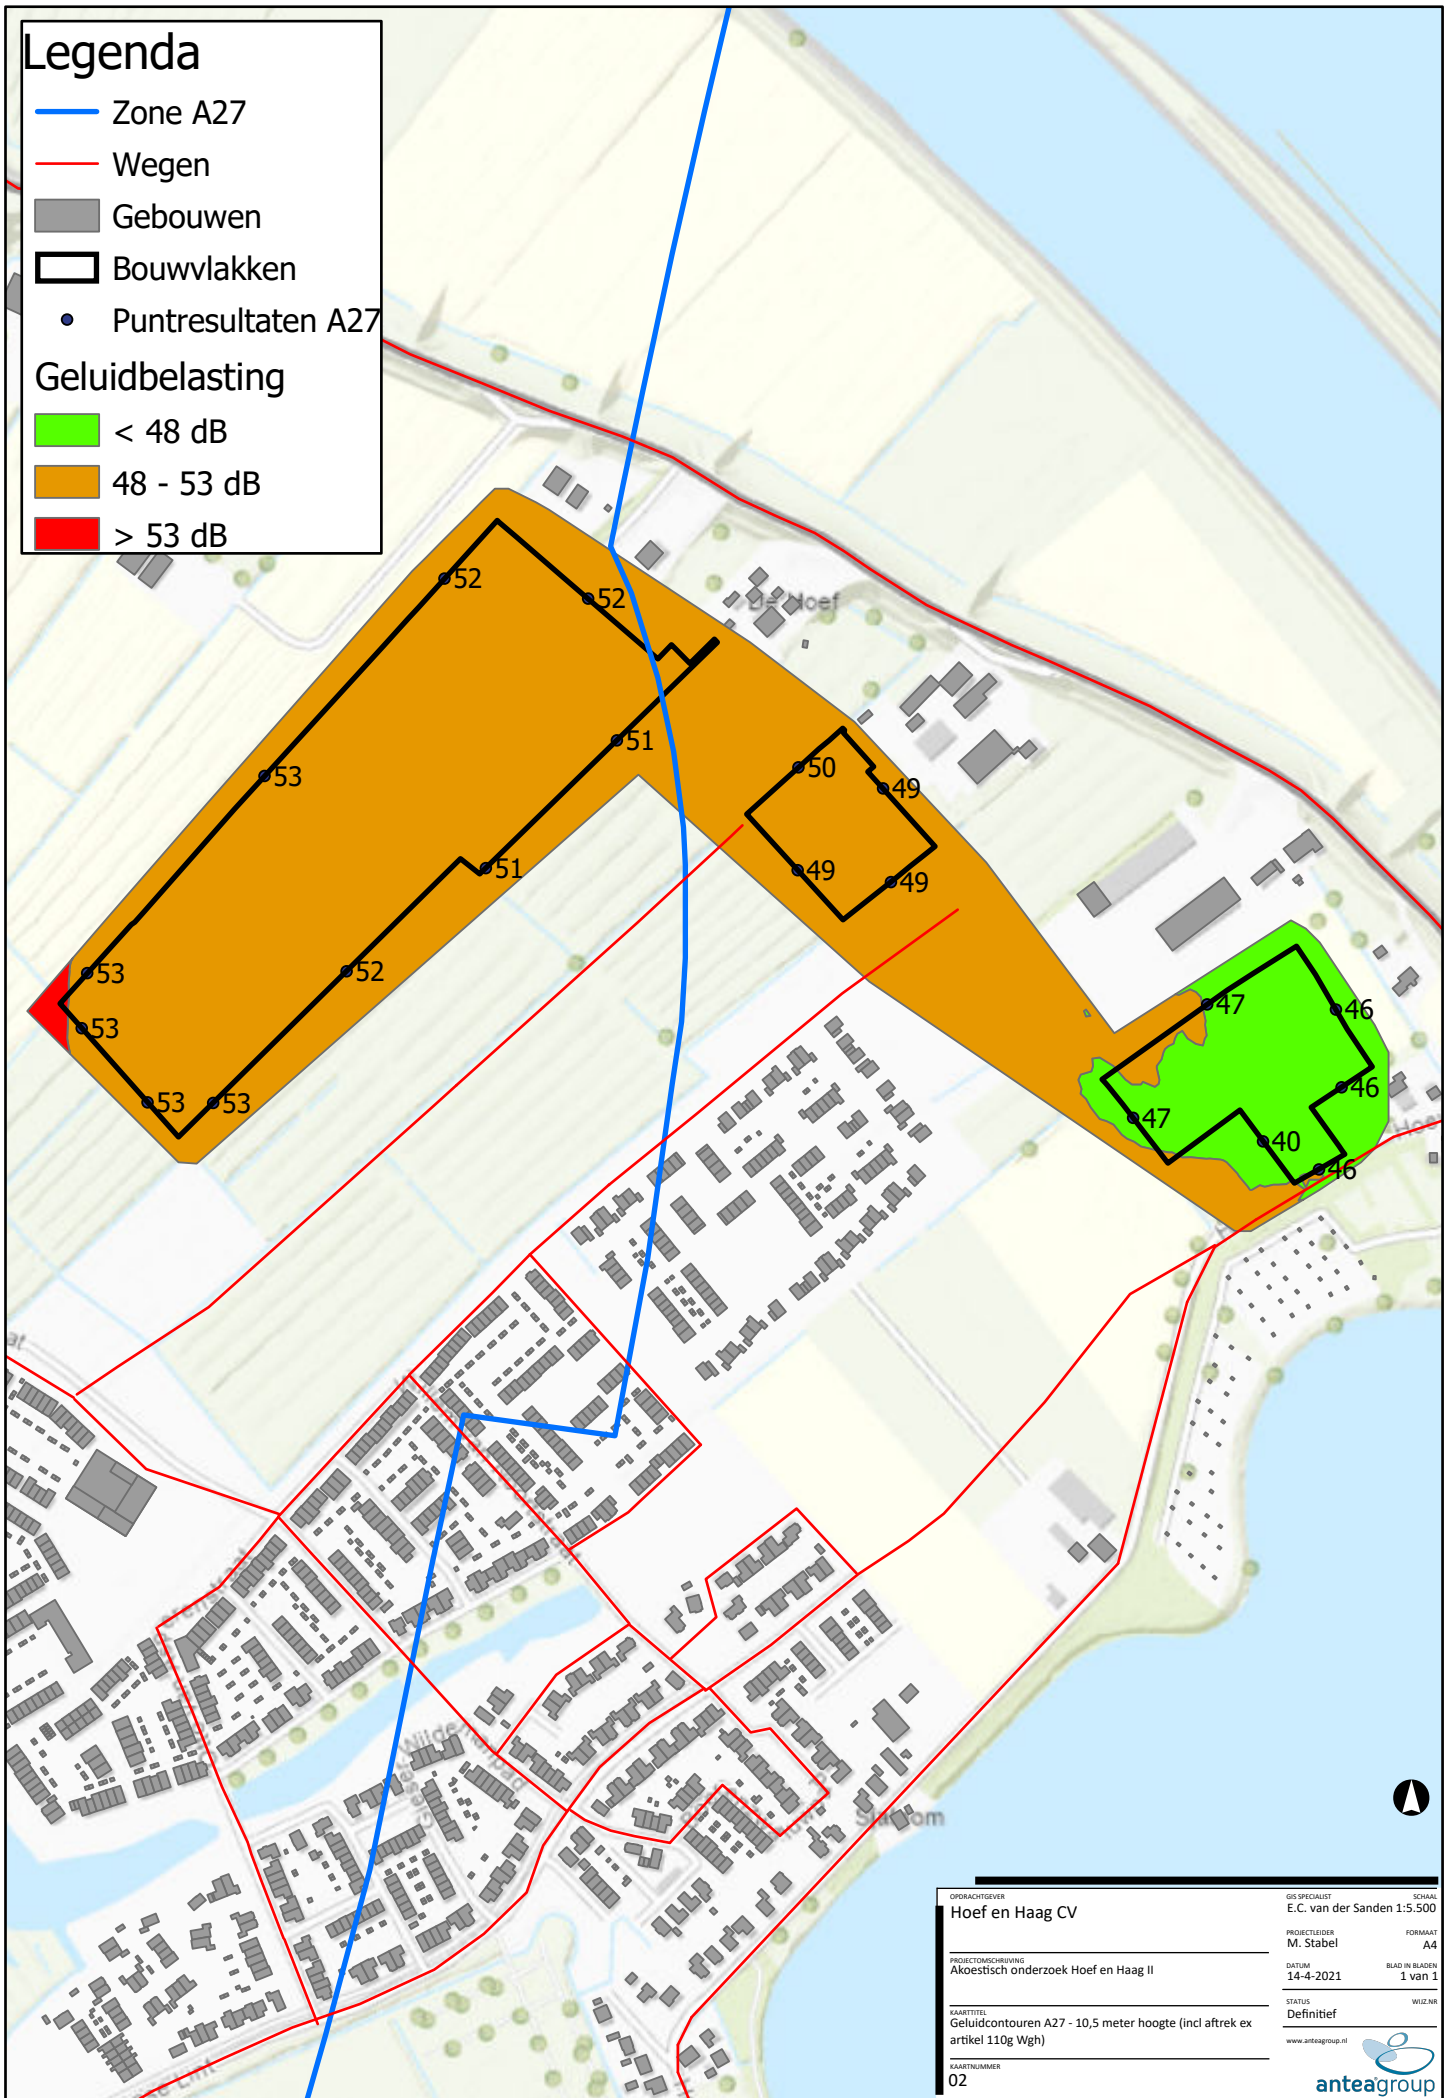 Legenda
Zone A27
Wegen
Gebouwen
Bouwvlakken
Puntresultaten A27
Geluidbelasting
< 48 dB
48 - 53 dB
> 53 dB
52
52
De Hoef
51
50
49
53
49
49
51
52
53
53
53
53
47
46
46
47
40
46
OPDRACHTGEVER
Hoef en Haag CV
GIS SPECIALIST
SCHAAL
E.C. van der Sanden 1:5.500
PROJECTLEIDER
FORMAAT
M. Stabel
A4
PROJECTOMSCHRIJVING
Akoestisch onderzoek Hoef en Haag II
DATUM
BLAD IN BLADEN
14-4-2021
1 van 1
STATUS
WIJZ.NR
Definitief
KAARTTITEL
Geluidcontouren A27 - 10,5 meter hoogte (incl aftrek ex
artikel 110g Wgh)
www.anteagroup.nl
KAARTNUMMER
02
anteagroup